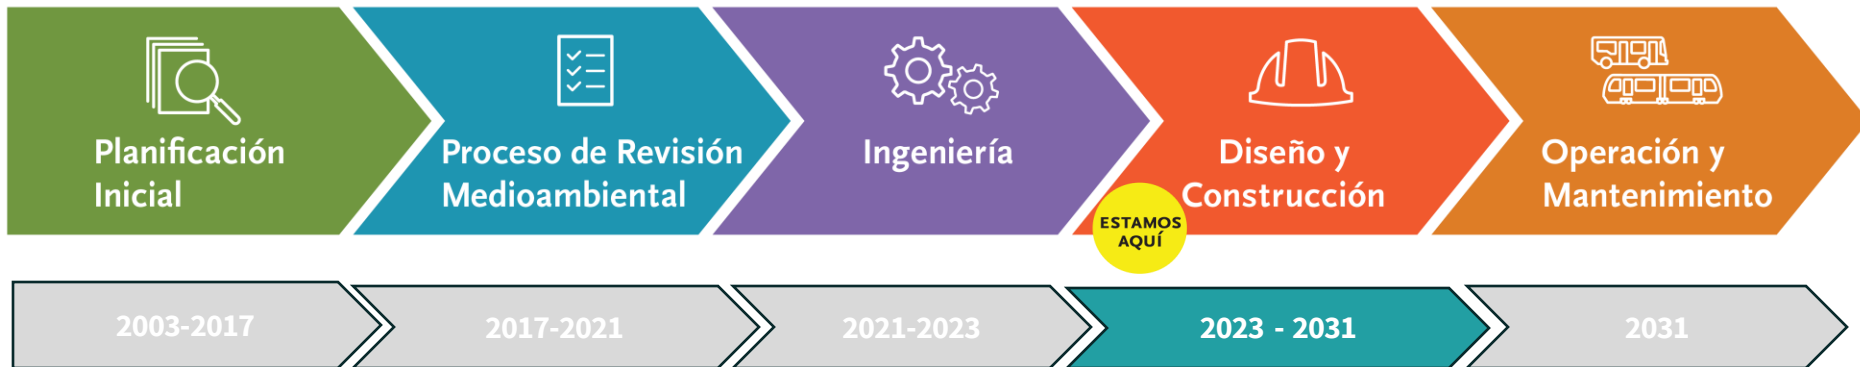 Planificación
Inicial
Proceso de Revisión
Medioambiental
Ingeniería
Diseño y
Construcción
Operación y
Mantenimiento
ESTAMOS
AQUÍ
2003-2017
2017-2021
2021-2023
2023 - 2031
2031